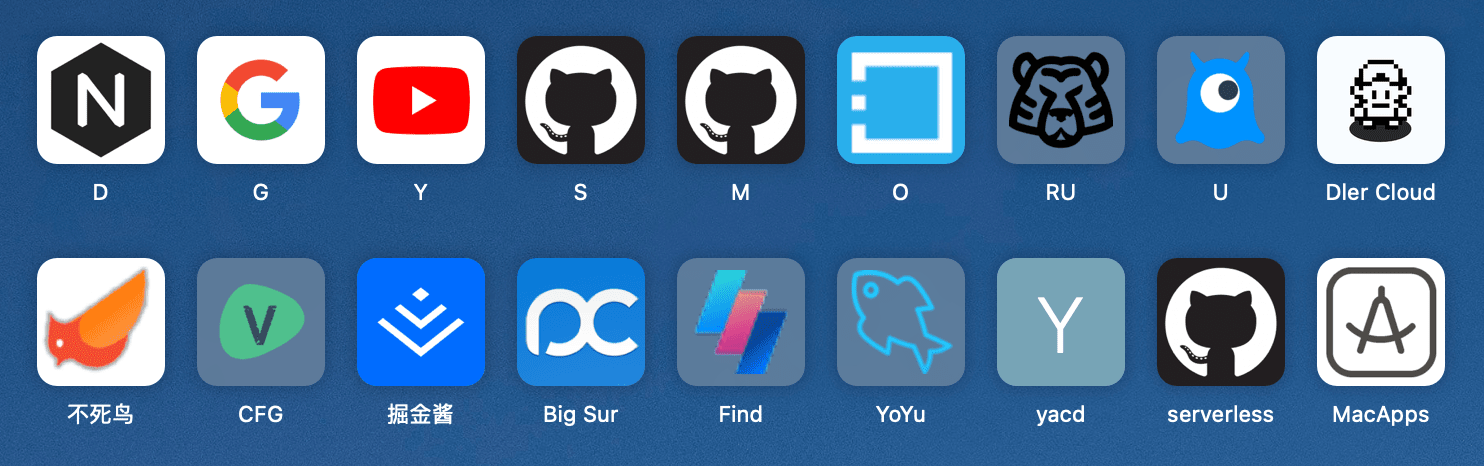 N
G
V
Y
A
D
G
Y
S
M
O
RU
U
Dler Cloud
不死鸟
CFG
掘金酱
Big Sur
Find
YoYu
yacd
serverless
MacApps